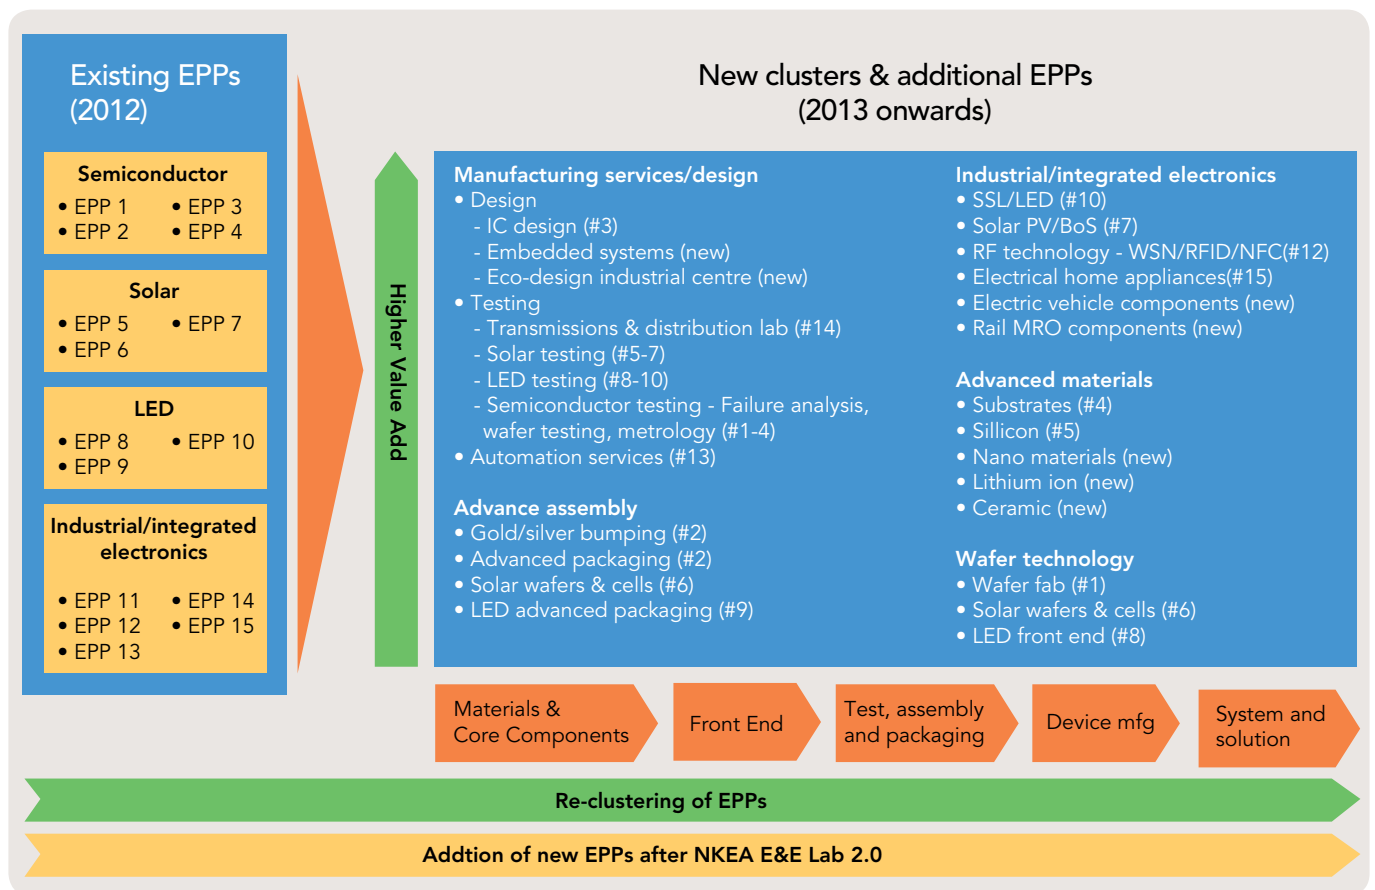 Existing EPPs
(2012)
Semiconductor
• EPP 1
• EPP 3
• EPP 2
• EPP 4
Solar
• EPP 5
• EPP 7
• EPP 6
LED
• EPP 8
• EPP 10
• EPP 9
Industrial/integrated
electronics
• EPP 11
• EPP 14
• EPP 12
• EPP 15
• EPP 13
New clusters & additional EPPs
(2013 onwards)
Higher Value Add
Manufacturing services/design
• Design
- IC design (#3)
- Embedded systems (new)
- Eco-design industrial centre (new)
• Testing
- Transmissions & distribution lab (#14)
- Solar testing (#5-7)
- LED testing (#8-10)
- Semiconductor testing - Failure analysis,
wafer testing, metrology (#1-4)
• Automation services (#13)
Advance assembly
• Gold/silver bumping (#2)
• Advanced packaging (#2)
• Solar wafers & cells (#6)
• LED advanced packaging (#9)
Industrial/integrated electronics
• SSL/LED (#10)
• Solar PV/BoS (#7)
• RF technology - WSN/RFID/NFC(#12)
• Electrical home appliances(#15)
• Electric vehicle components (new)
• Rail MRO components (new)
Advanced materials
• Substrates (#4)
• Sillicon (#5)
• Nano materials (new)
• Lithium ion (new)
• Ceramic (new)
Wafer technology
• Wafer fab (#1)
• Solar wafers & cells (#6)
• LED front end (#8)
Materials &
Core Components
Front End
Test, assembly
and packaging
Device mfg
System and
solution
Re-clustering of EPPs
Addtion of new EPPs after NKEA E&E Lab 2.0